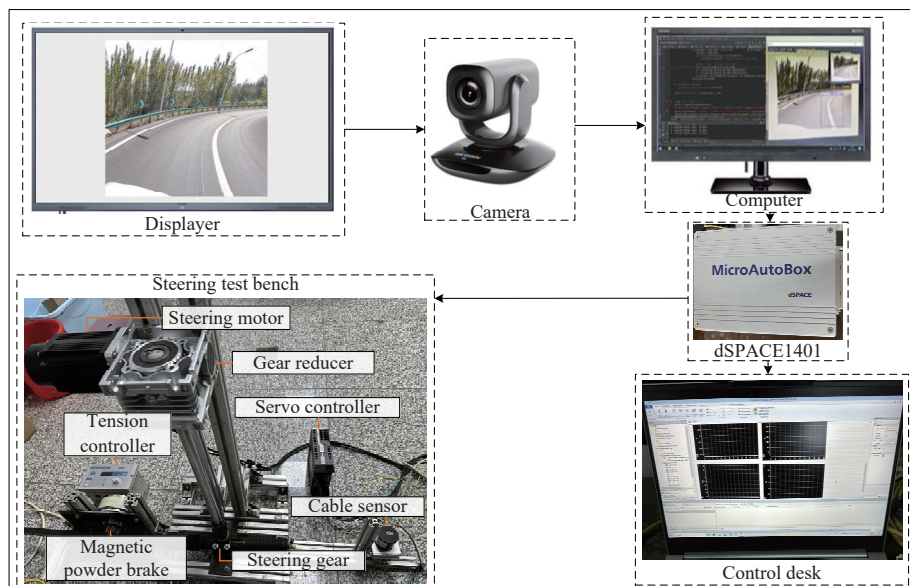 Displayer
HIKVISION
Camera
Computer
MicroAutoBox
dSPACE
dSPACE1401
Steering test bench
Steering motor
Gear reducer
Servo controller
Tension
controller
Cable sensor
Magnetic
powder brake
Steering gear
Control desk